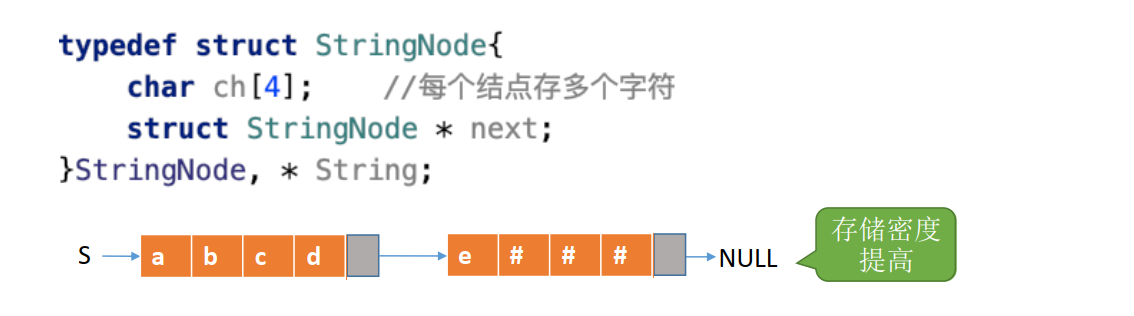 typedef struct StringNode{
    char ch[4];    //每个结点存多个字符
    struct StringNode * next;
}StringNode, * String;
S a b c d e # # # NULL
存储密度
提高